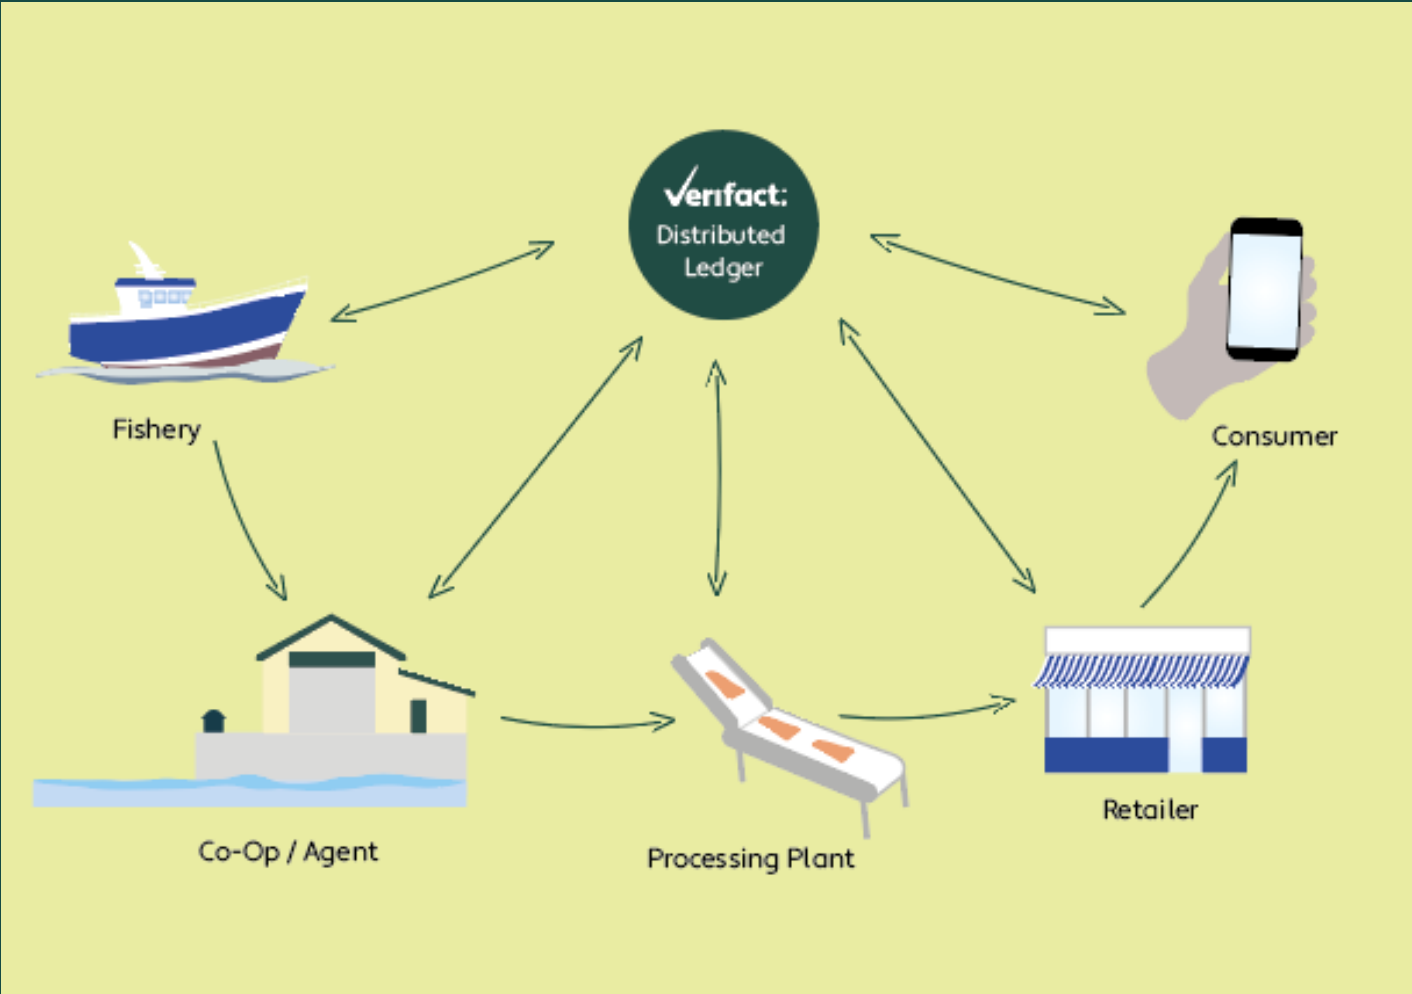 Verifact:
Distributed
Ledger
Fishery
Consumer
Co-Op / Agent
Processing Plant
Retailer